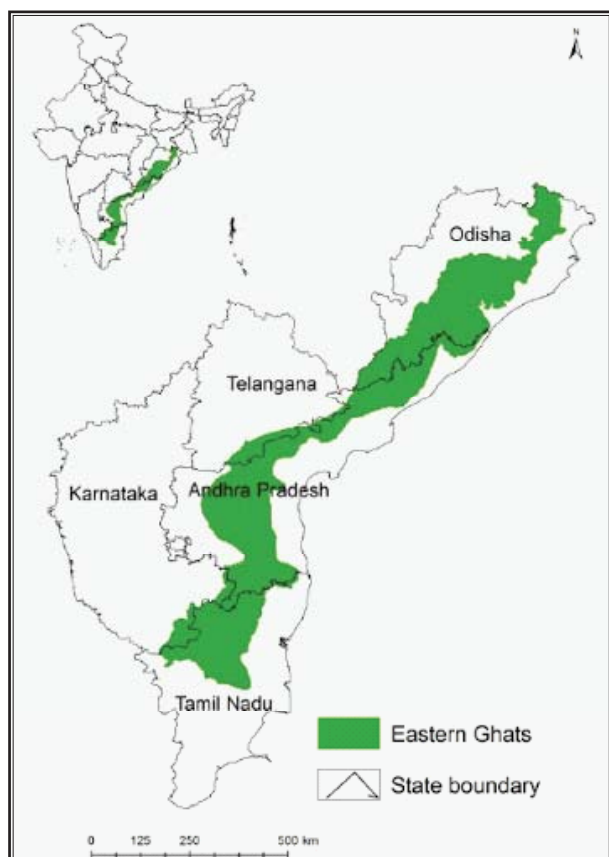 N
Odisha
Telangana
Karnataka
Andhra Pradesh
Tamil Nadu
Eastern Ghats
State boundary
0 125 250 500 km